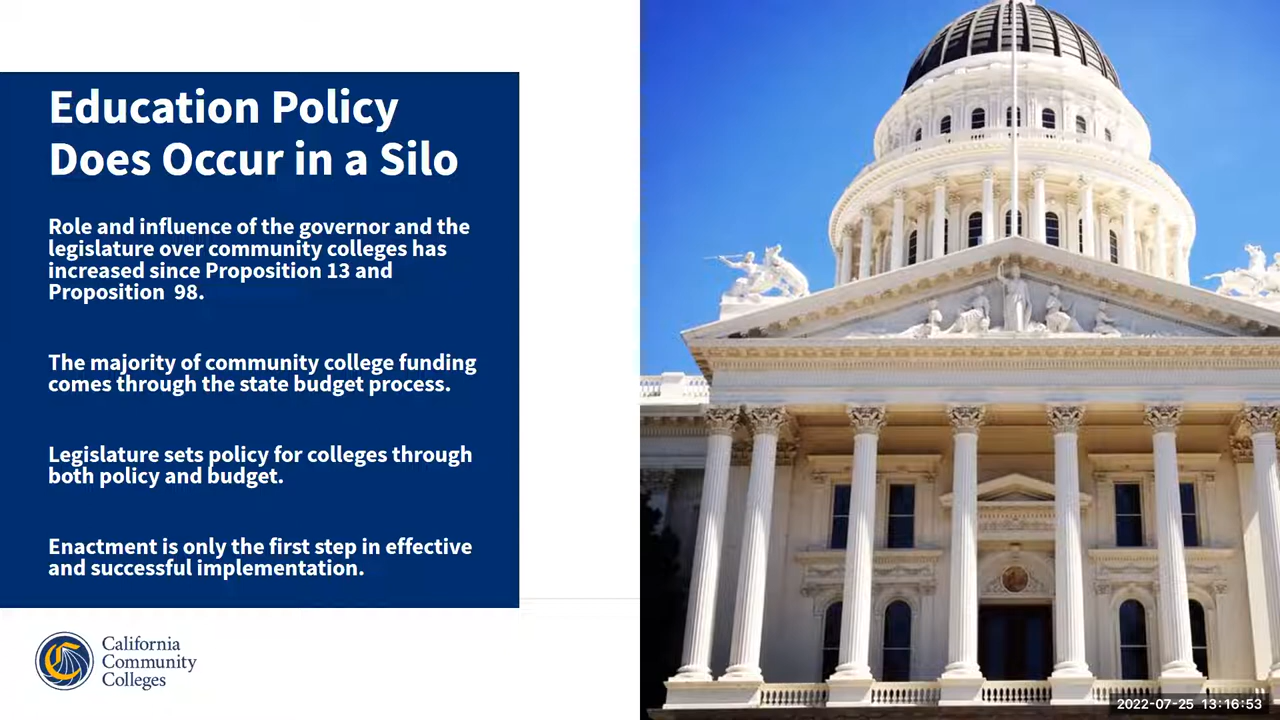 Education Policy
Does Occur in a Silo
Role and influence of the governor and the
legislature over community colleges has
increased since Proposition 13 and
Proposition 98.
The majority of community college funding
comes through the state budget process.
Legislature sets policy for colleges through
both policy and budget.
Enactment is only the first step in effective
and successful implementation.
California
Community
Colleges
2022-07-25 13:16:53